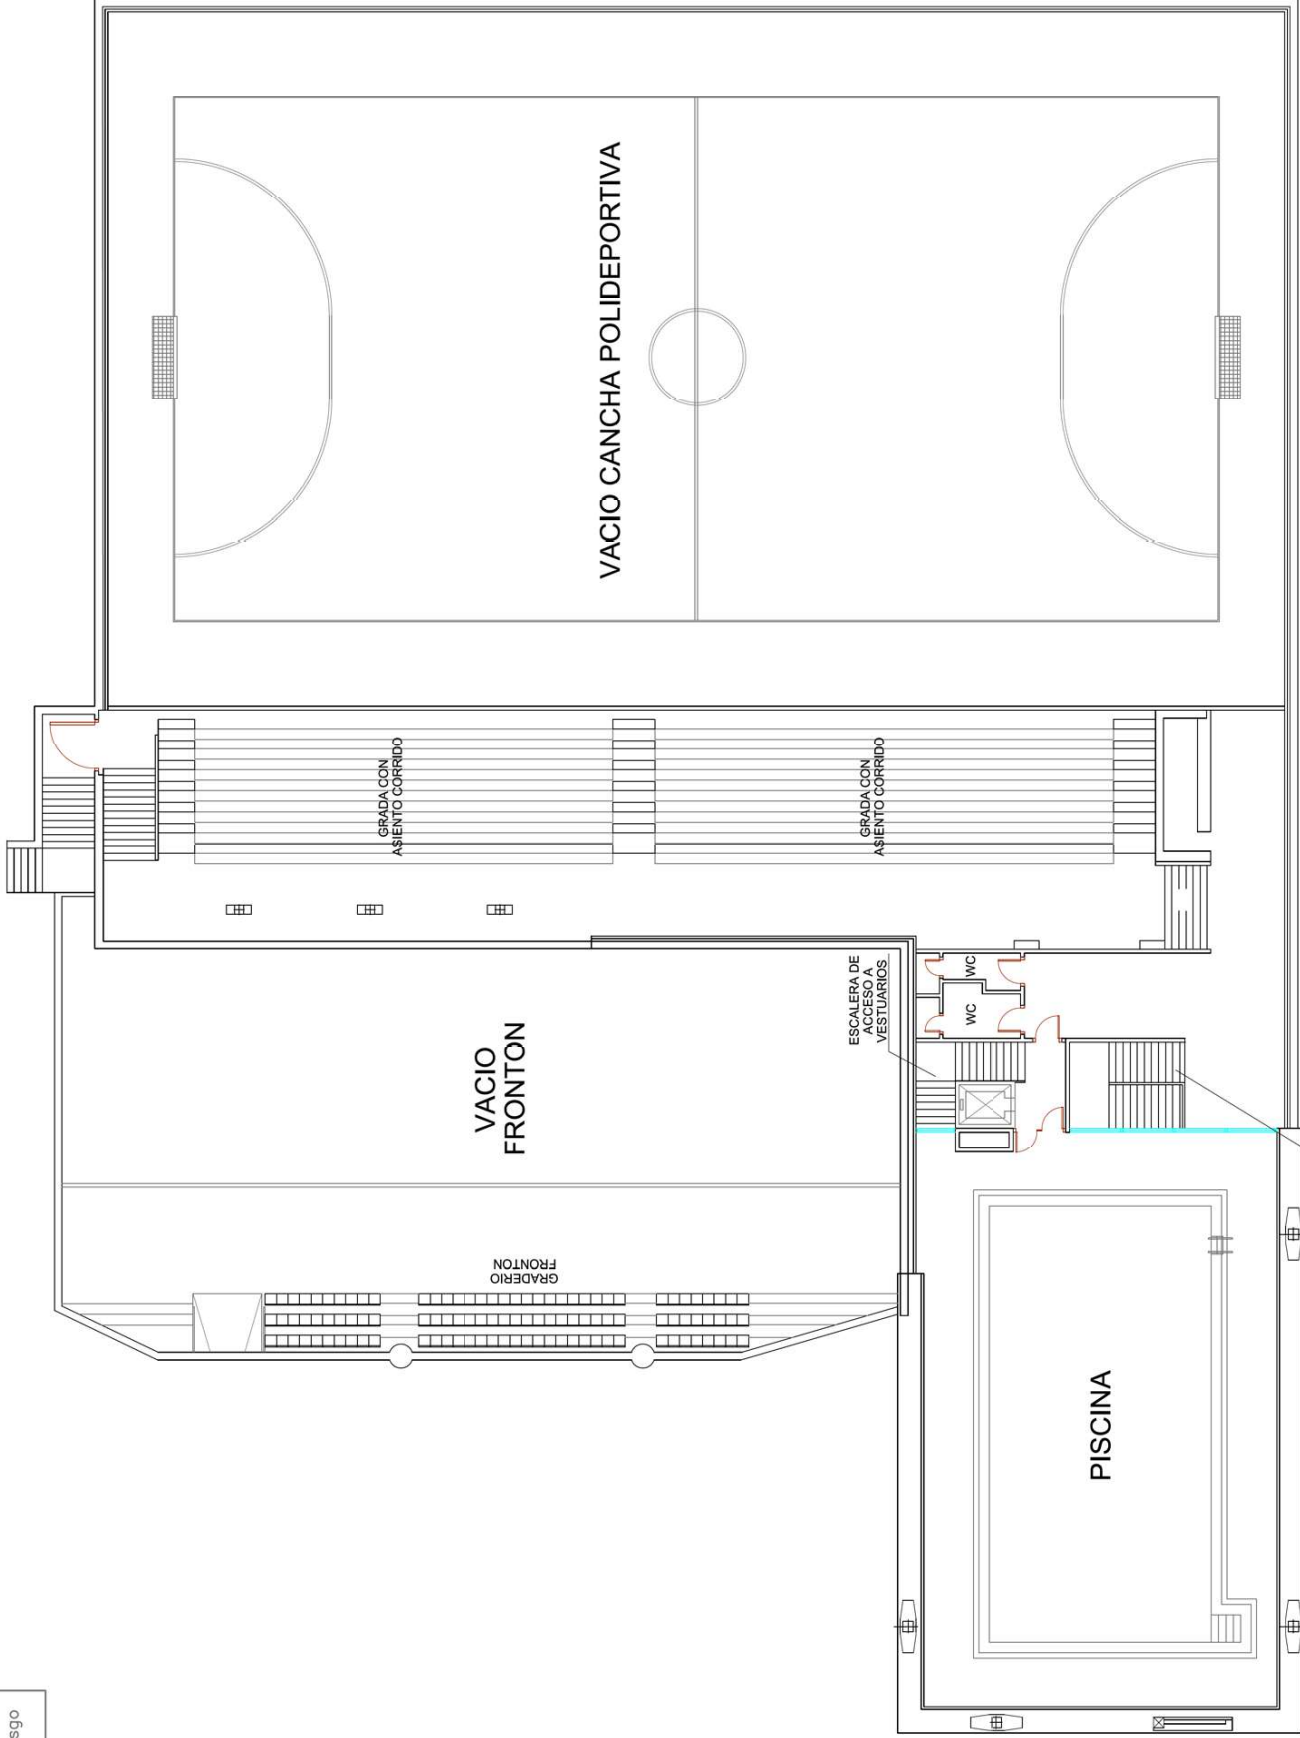 VACIO CANCHA POLIDEPORTIVA
GRADA CON
ASIENTO CORRIDO
GRADA CON
ASIENTO CORRIDO
ESCALERA DE
ACCESO A
VESTUARIOS
WC
WC
VACIO
FRONTON
GRADERIO
FRONTON
PISCINA
sgo